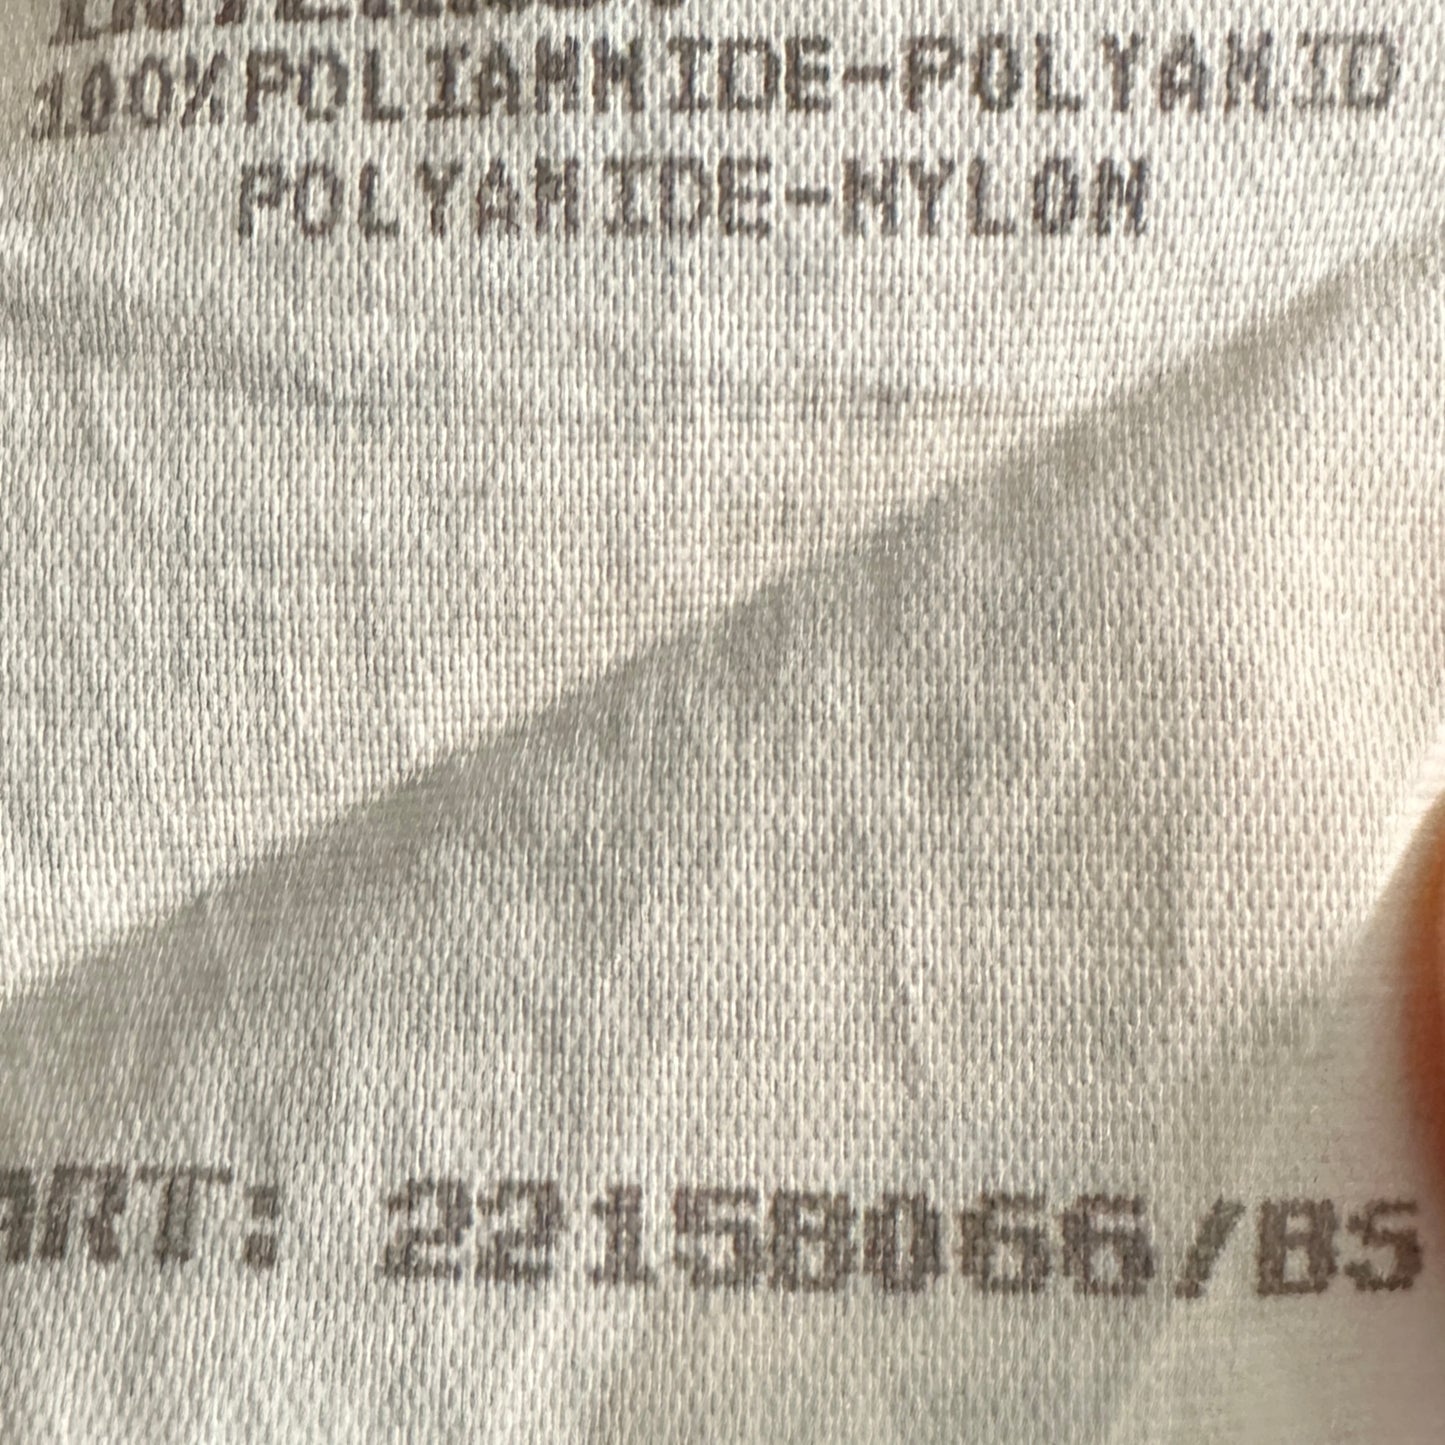 100%POLIAMMIDE-POLYAMID
POLYAMIDE-NYLON
ART: 22158066/BS